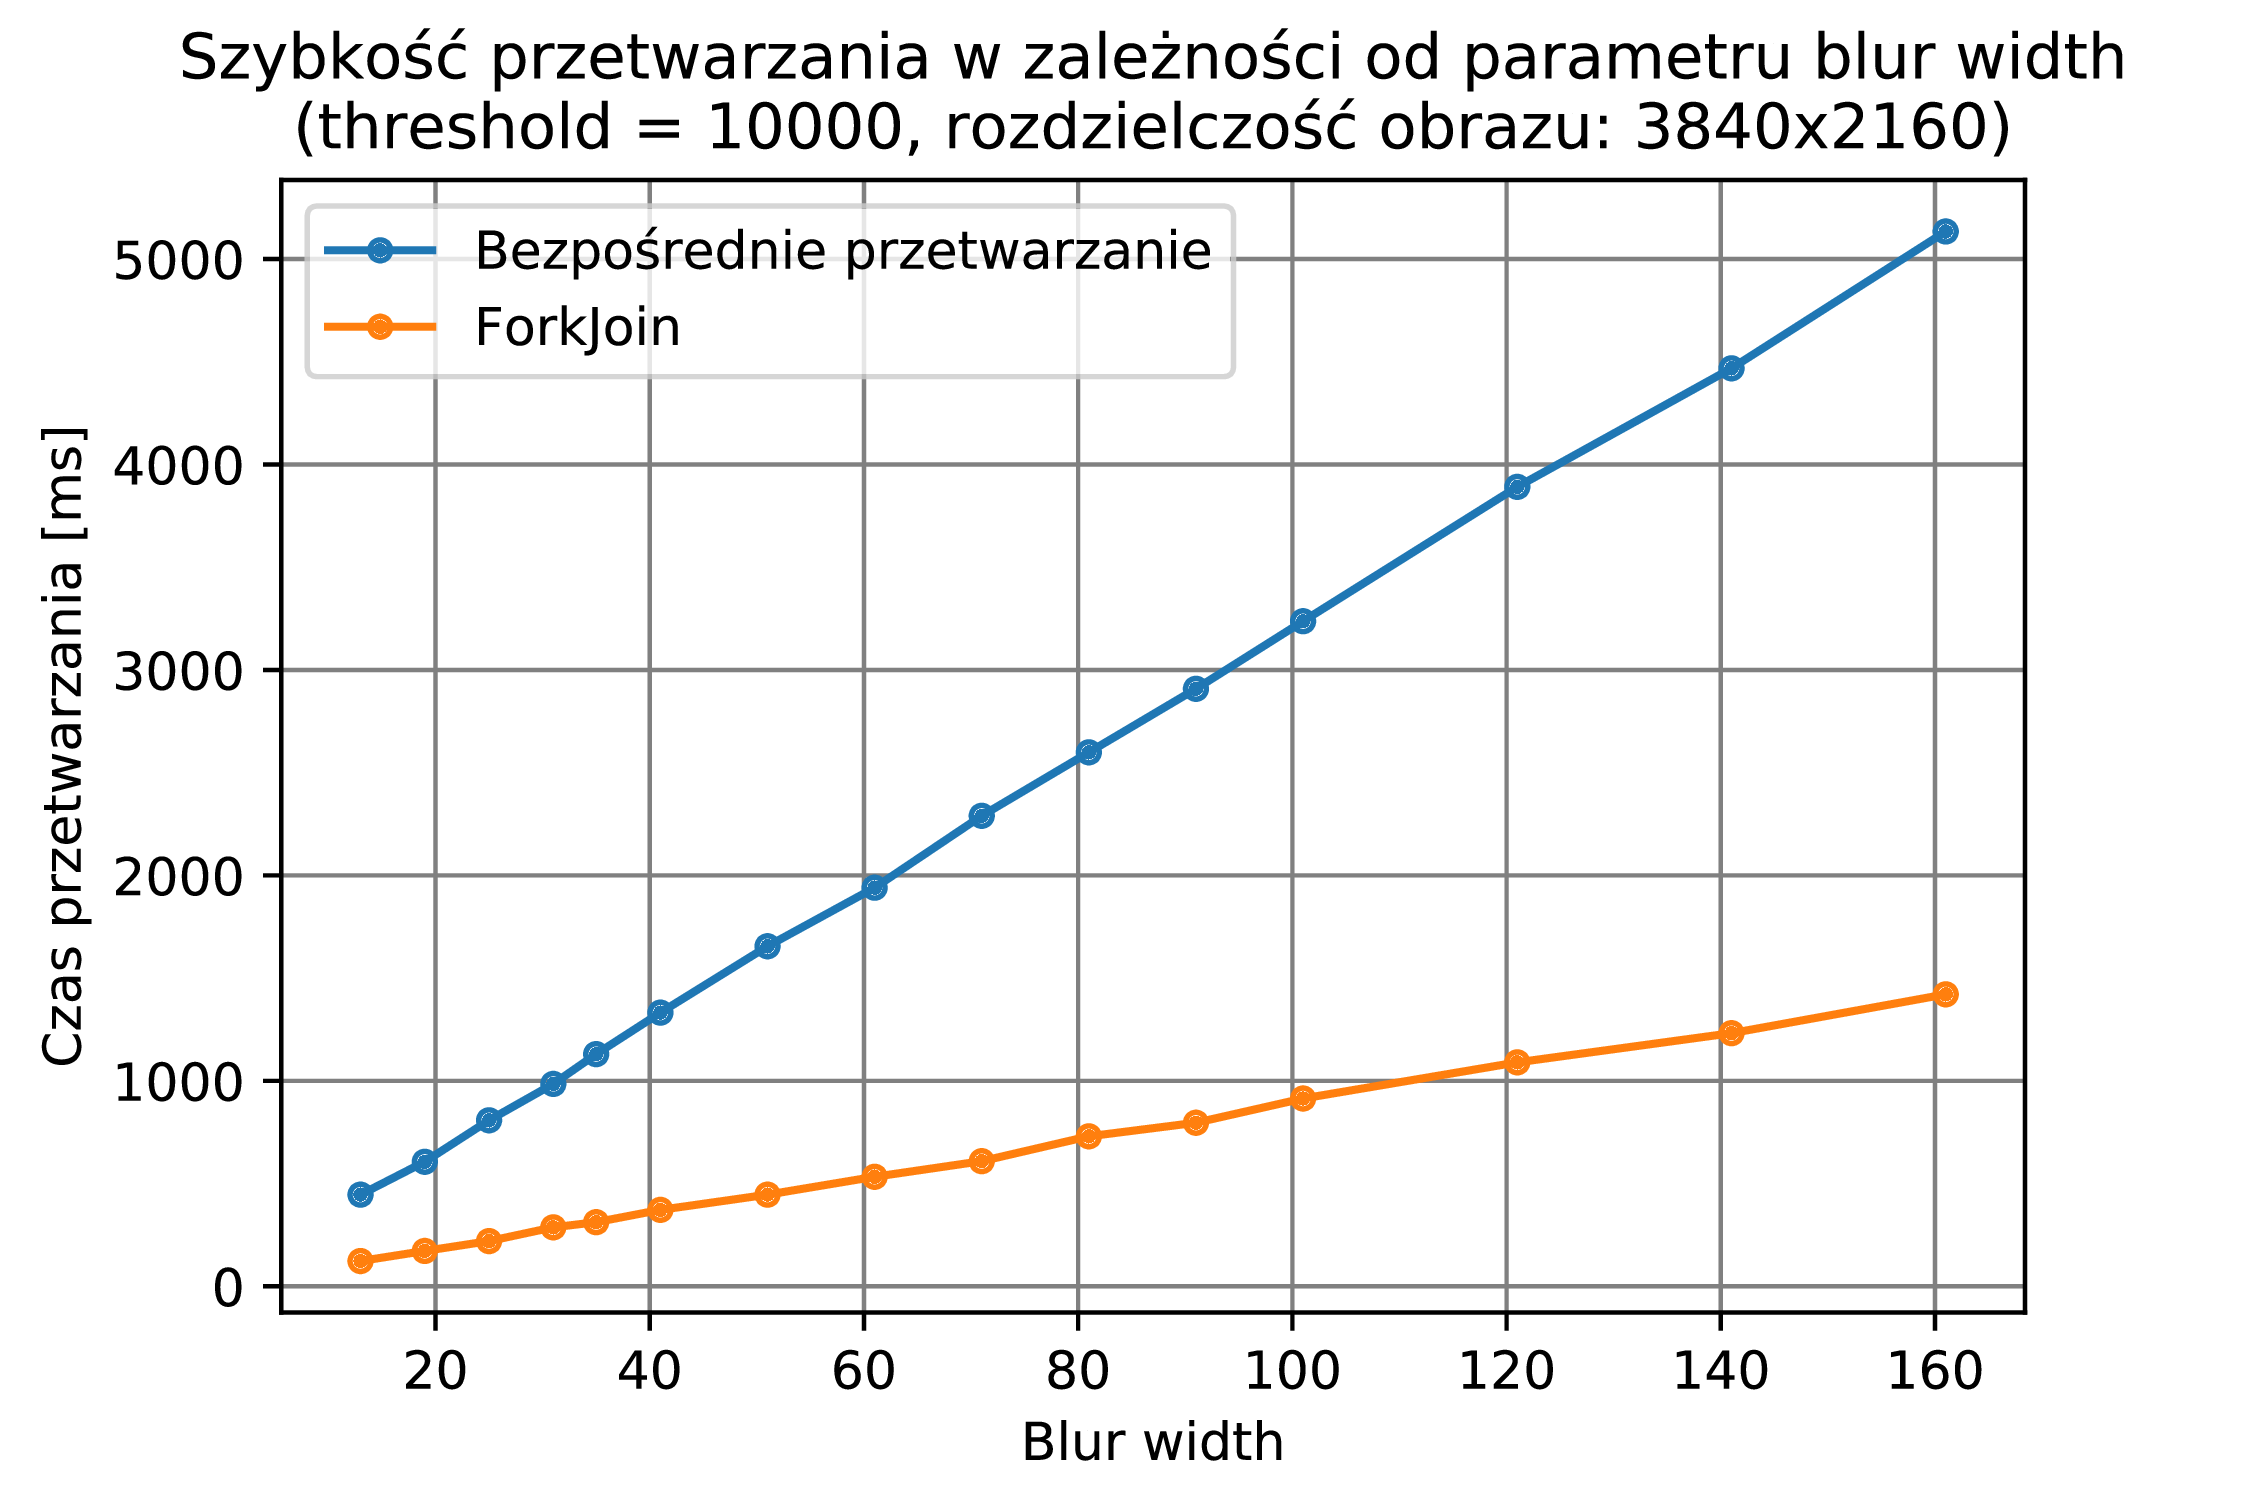 Szybkość przetwarzania w zależności od parametru blur width
(threshold = 10000, rozdzielczość obrazu: 3840x2160)
Bezpośrednie przetwarzanie
ForkJoin
Czas przetwarzania [ms]
5000
4000
3000
2000
1000
0
20 40 60 80 100 120 140 160
Blur width